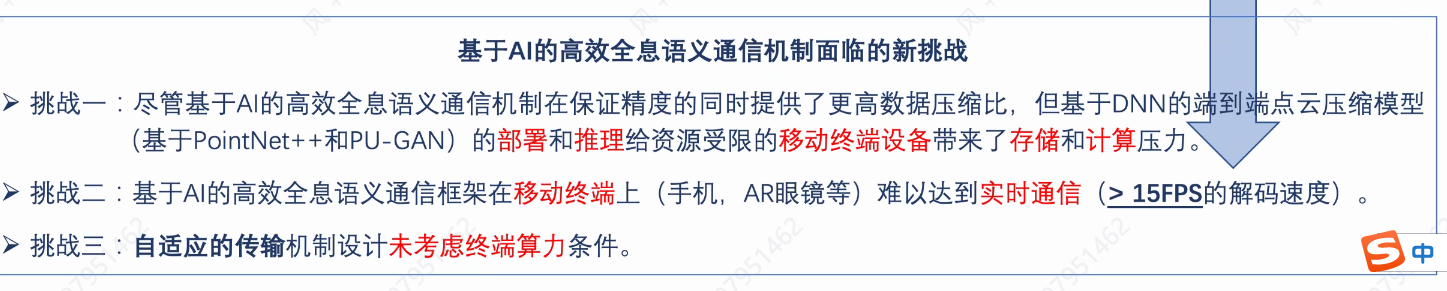 基于AI的高效全息语义通信机制面临的新挑战
➢ 挑战一：尽管基于AI的高效全息语义通信机制在保证精度的同时提供了更高数据压缩比，但基于DNN的端到端点云压缩模型
（基于PointNet++和PU-GAN）的部署和推理给资源受限的移动终端设备带来了存储和计算压力。
➢ 挑战二：基于AI的高效全息语义通信框架在移动终端上（手机，AR眼镜等）难以达到实时通信（> 15FPS的解码速度）。
➢ 挑战三：自适应的传输机制设计未考虑终端算力条件。
中